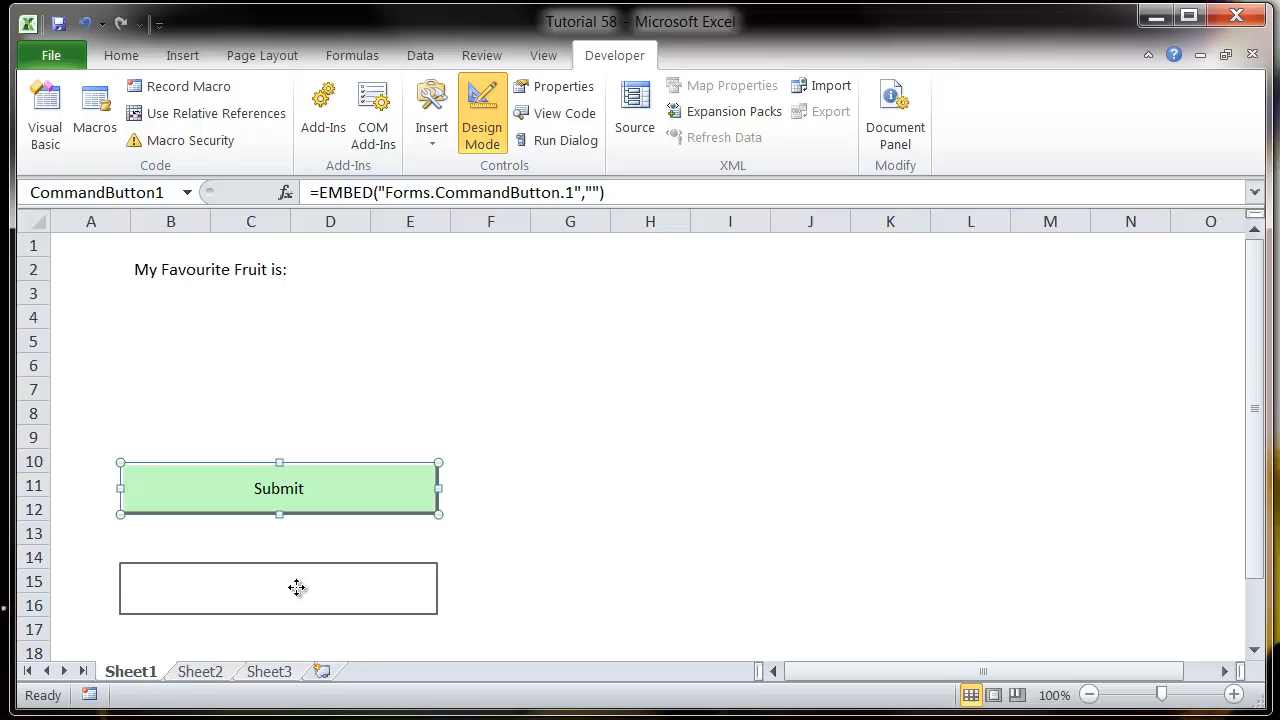 Tutorial 58 - Microsoft Excel
File Home Insert Page Layout Formulas Data Review View Developer
Visual Basic
Macros
Record Macro
Use Relative References
Macro Security
Code
Add-Ins
COM Add-Ins
Add-Ins
Insert
Design Mode
Properties
View Code
Run Dialog
Controls
Source
Map Properties
Expansion Packs
Refresh Data
Import
Export
XML
Document Panel
Modify
CommandButton1 fx =EMBED("Forms.CommandButton.1","")
A B C D E F G H I J K L M N O
1
2 My Favourite Fruit is:
3
4
5
6
7
8
9
10
11 Submit
12
13
14
15
16
17
18
Sheet1 Sheet2 Sheet3
Ready 100%